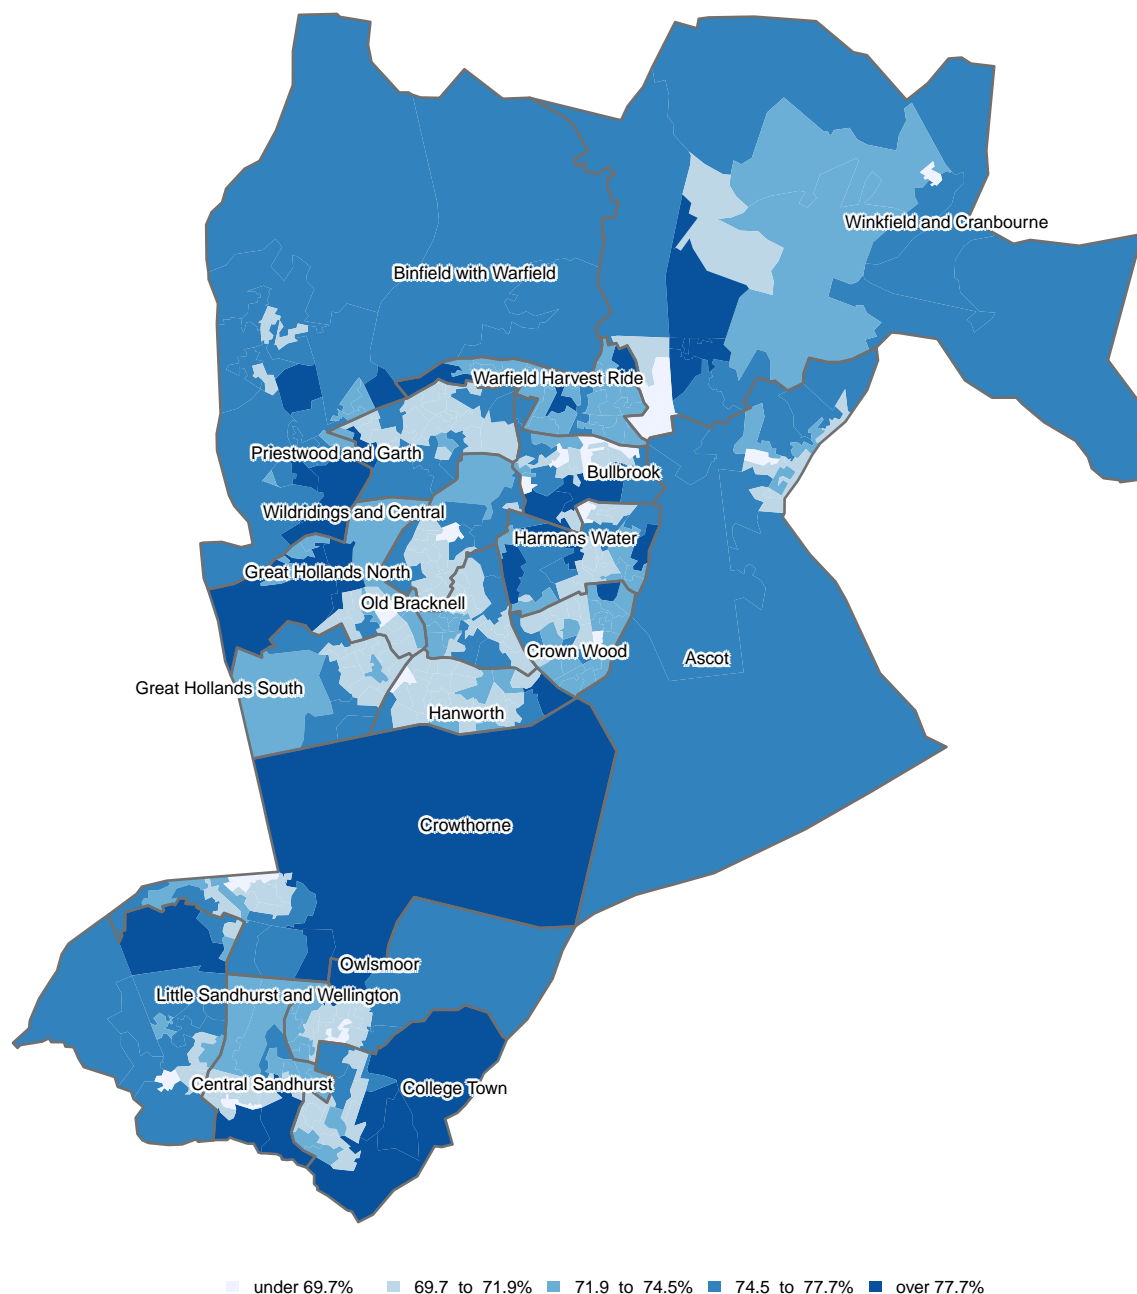 Winkfield and Cranbourne
Binfield with Warfield
Warfield Harvest Ride
Priestwood and Garth
Bullbrook
Wildridings and Central
Harmans Water
Great Hollands North
Old Bracknell
Crown Wood
Ascot
Great Hollands South
Hanworth
Crowthorne
Owlsmoor
Little Sandhurst and Wellington
Central Sandhurst
College Town
under 69.7% 69.7 to 71.9% 71.9 to 74.5% 74.5 to 77.7% over 77.7%